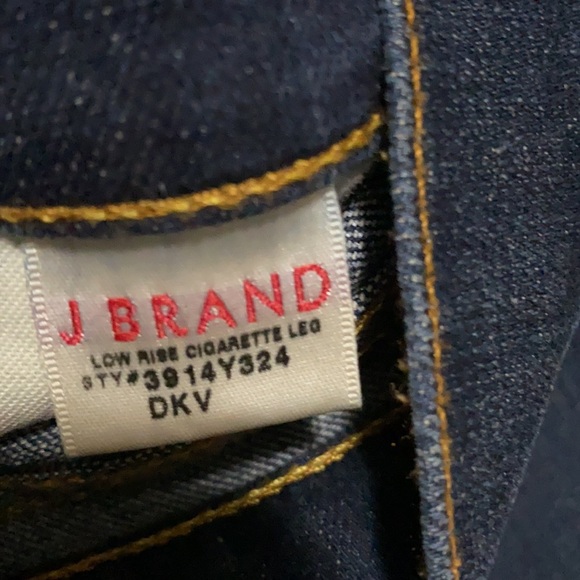 J BRAND
LOW RISE CIGARETTE LEG
STY#3914Y324
DKV